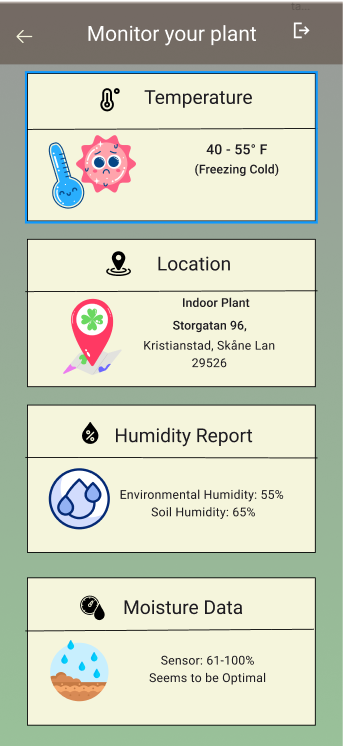 ta...
Monitor your plant
Temperature
40 - 55° F
(Freezing Cold)
Location
Indoor Plant
Storgatan 96,
Kristianstad, Skåne Lan
29526
Humidity Report
%
Environmental Humidity: 55%
Soil Humidity: 65%
Moisture Data
Sensor: 61-100%
Seems to be Optimal